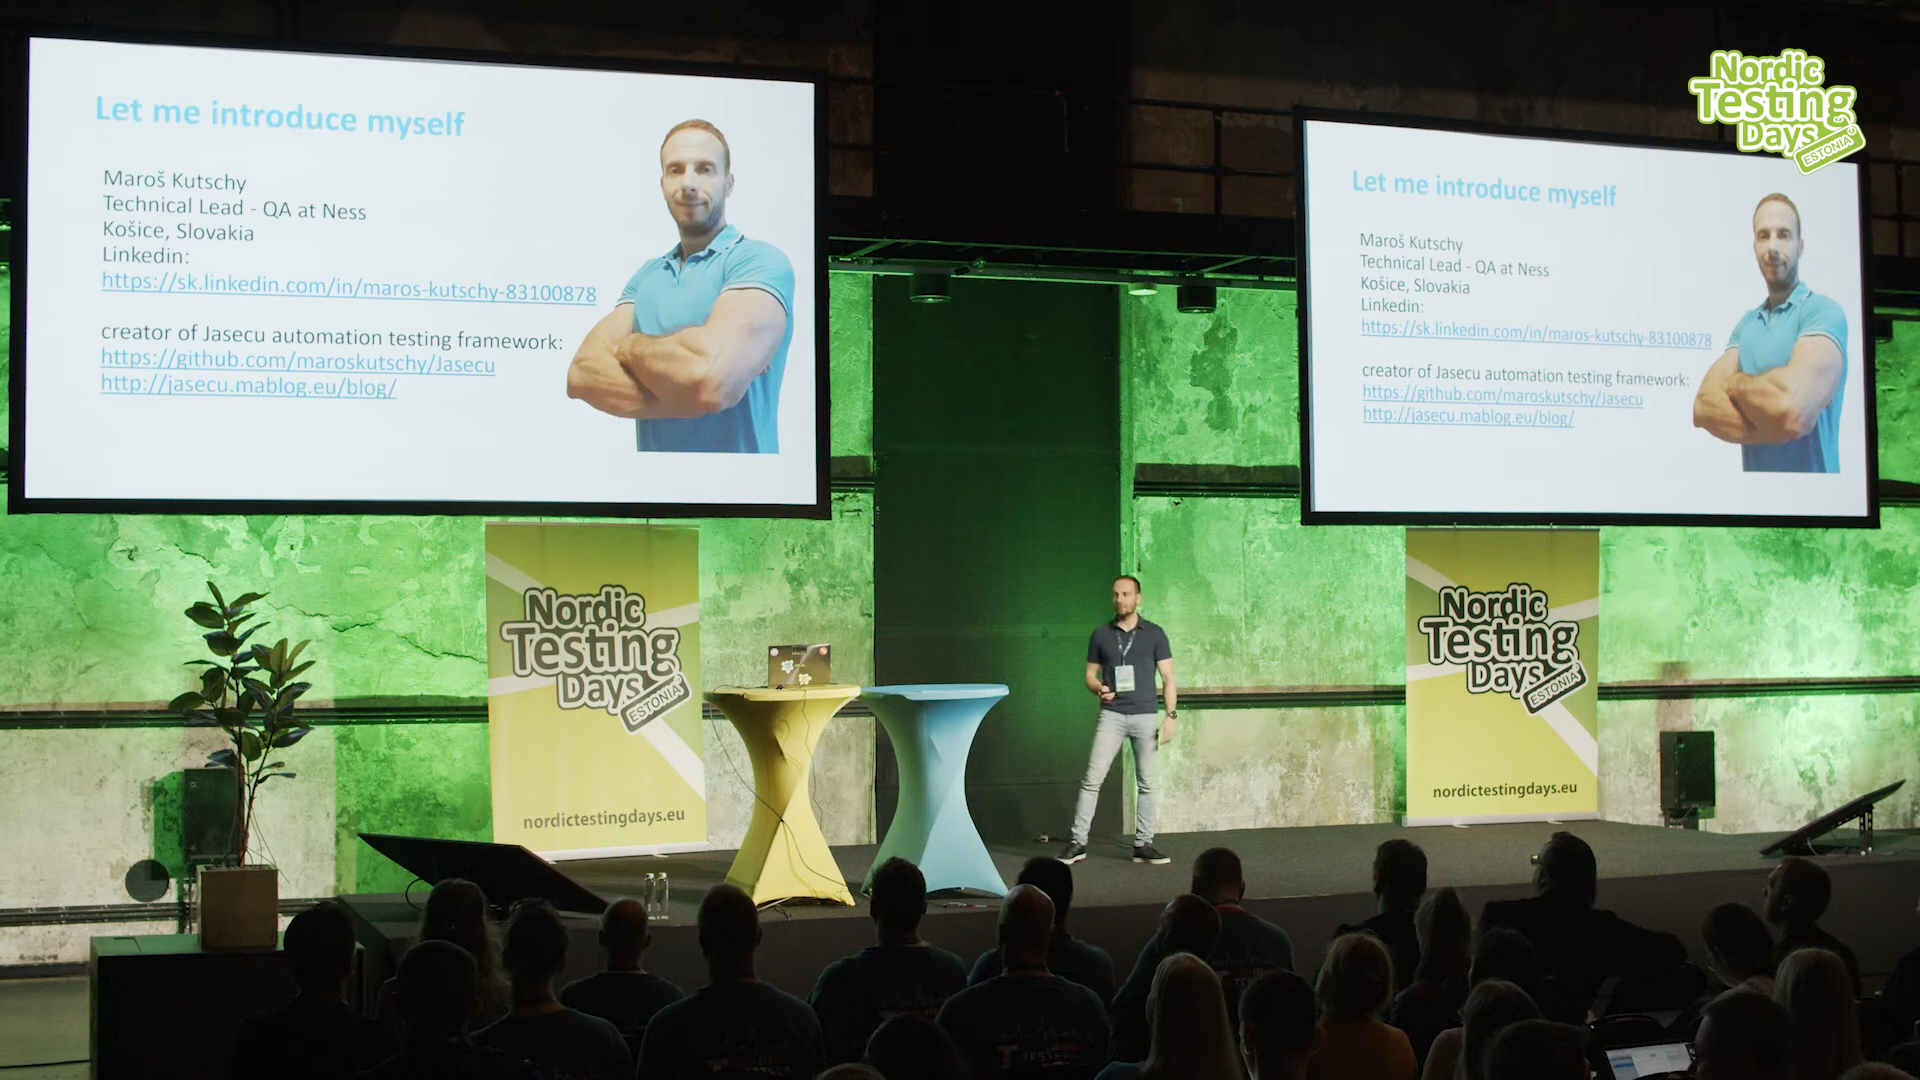 Let me introduce myself
Maroš Kutschy
Technical Lead - QA at Ness
Košice, Slovakia
Linkedin:
https://sk.linkedin.com/in/maros-kutschy-83100878
creator of Jasecu automation testing framework:
https://github.com/maroskutschy/Jasecu
http://jasecu.mablog.eu/blog/
Nordic
Testing
Days
ESTONIA
Let me introduce myself
Maroš Kutschy
Technical Lead - QA at Ness
Košice, Slovakia
Linkedin:
https://sk.linkedin.com/in/maros-kutschy-83100878
creator of Jasecu automation testing framework:
https://github.com/maroskutschy/Jasecu
http://jasecu.mablog.eu/blog/
Nordic
Testing
Days
ESTONIA
nordictestingdays.eu
Nordic
Testing
Days
ESTONIA
nordictestingdays.eu